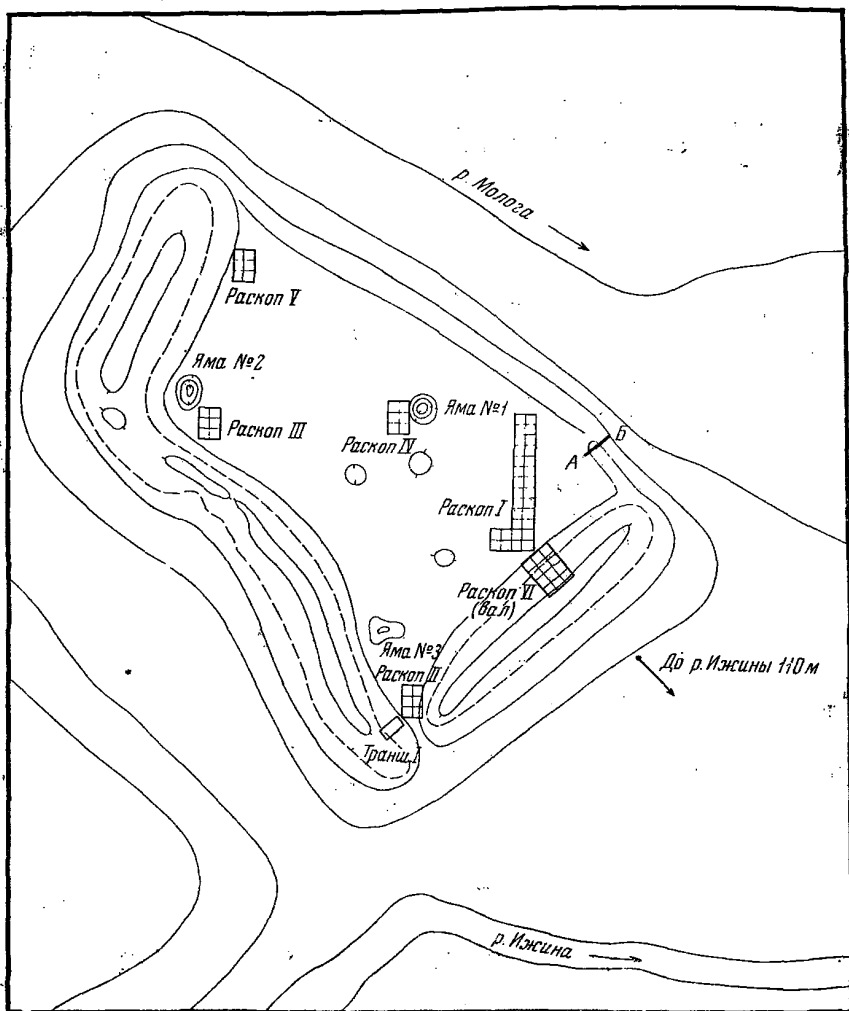 р. Молога
Раскоп V
Яма №2
Раскоп III
Яма №1
Раскоп IV
А
Б
Раскоп I
Раскоп VI
(вал)
Яма №3
Раскоп II
Транш. I
До р. Ижины 110 м
р. Ижина